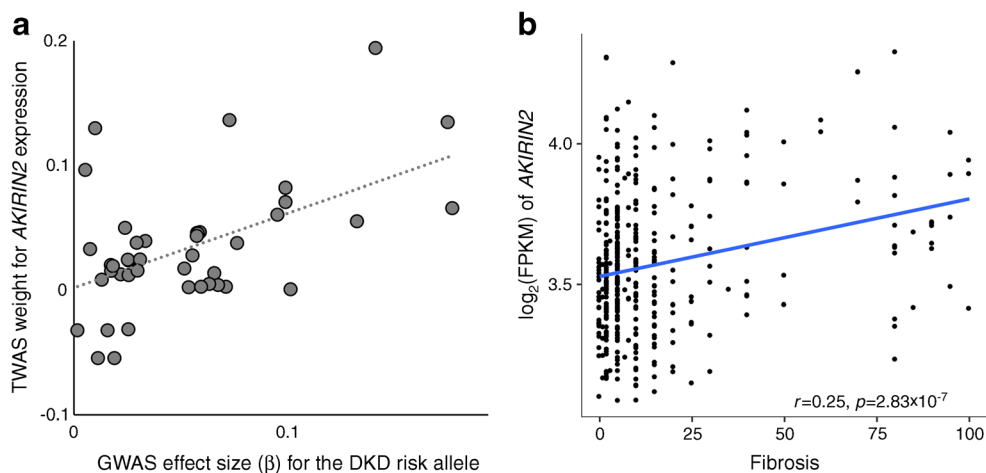 a
0.2
0.1
0
-0.1
0
0.1
TWAS weight for AKIRIN2 expression
GWAS effect size (β) for the DKD risk allele
b
4.0
3.5
log₂(FPKM) of AKIRIN2
r=0.25, p=2.83x10⁻⁷
0
25
50
75
100
Fibrosis